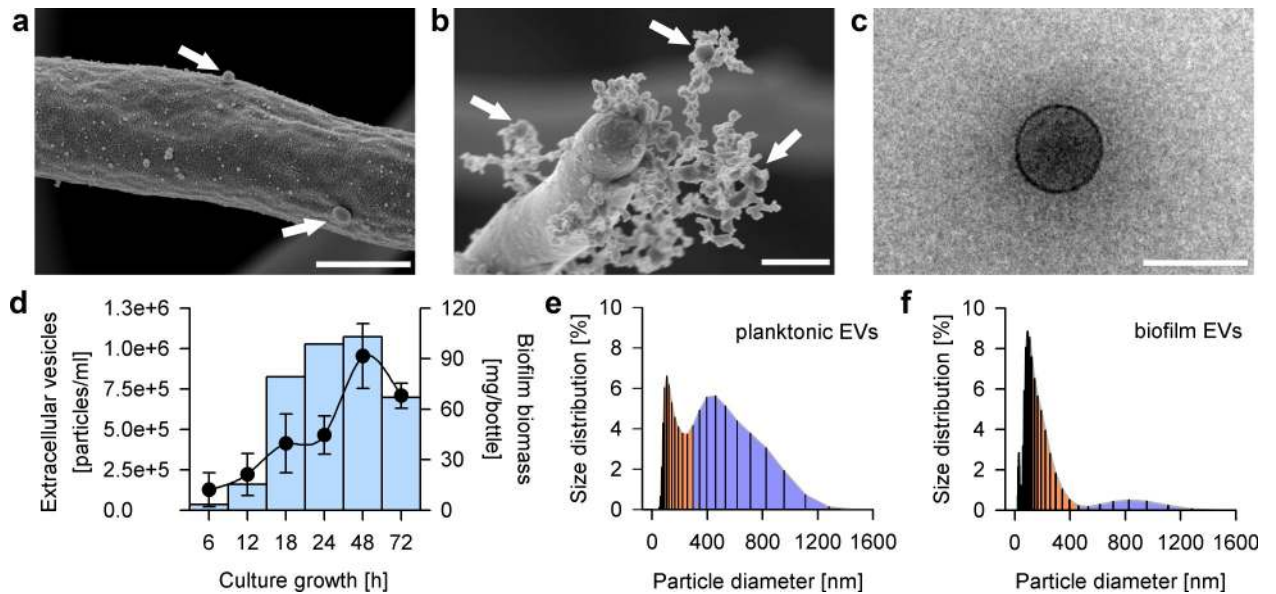 a
b
c
d
Extracellular vesicles
[particles/ml]
1.3e+6
1.0e+6
7.5e+5
5.0e+5
2.5e+5
0.0
120
90
60
30
0
Biofilm biomass
[mg/bottle]
6 12 18 24 48 72
Culture growth [h]
e
planktonic EVs
Size distribution [%]
10
8
6
4
2
0
0 400 800 1200 1600
Particle diameter [nm]
f
biofilm EVs
Size distribution [%]
10
8
6
4
2
0
0 400 800 1200 1600
Particle diameter [nm]